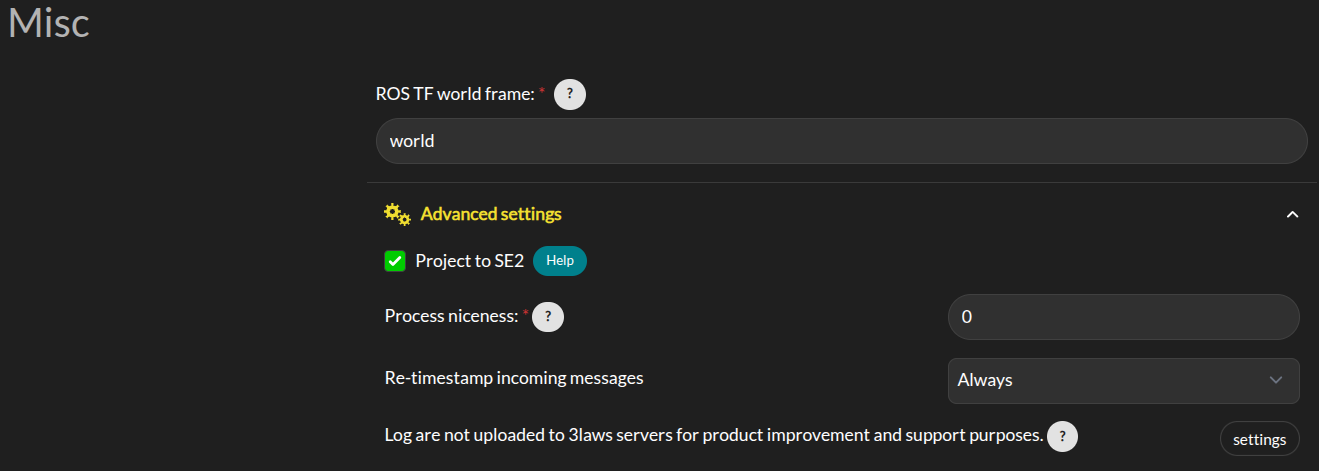 Misc
ROS TF world frame: * ?
world
Advanced settings
Project to SE2 Help
Process niceness: * ? 0
Re-timestamp incoming messages Always
Log are not uploaded to 3laws servers for product improvement and support purposes. ? settings